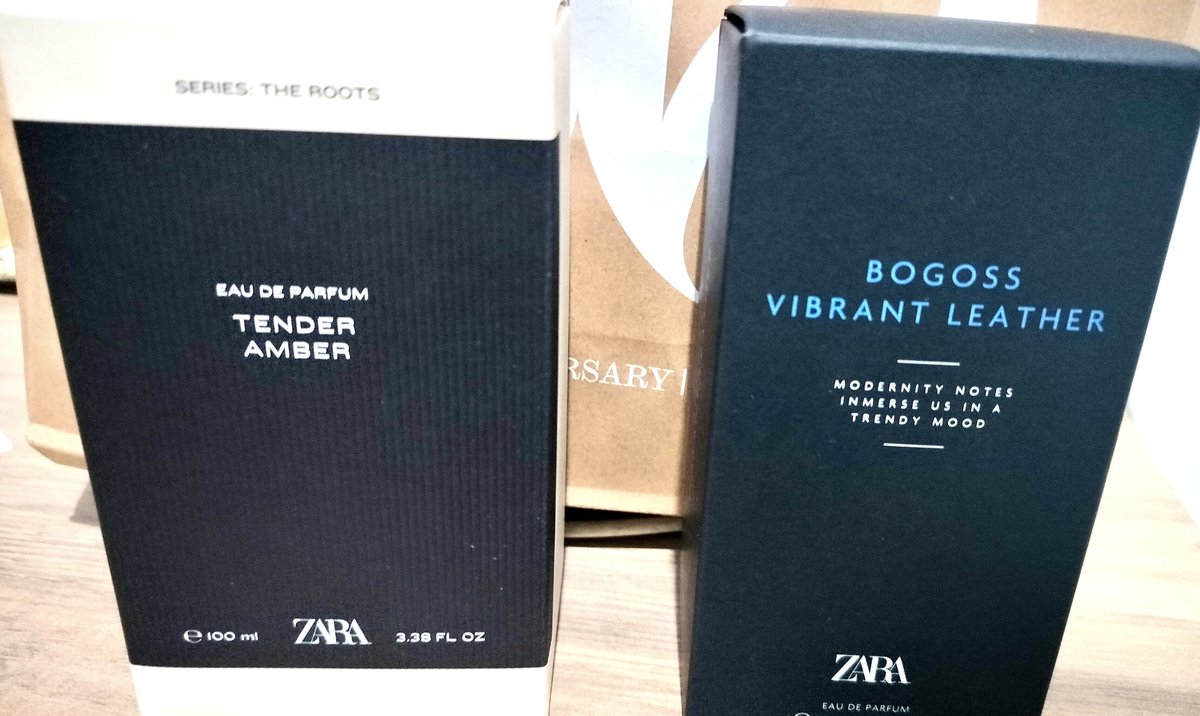 SERIES: THE ROOTS
EAU DE PARFUM
TENDER
AMBER
℮ 100 ml ZARA 3.38 FL OZ
RSARY |
BOGOSS
VIBRANT LEATHER
MODERNITY NOTES
INMERSE US IN A
TRENDY MOOD
ZARA
EAU DE PARFUM